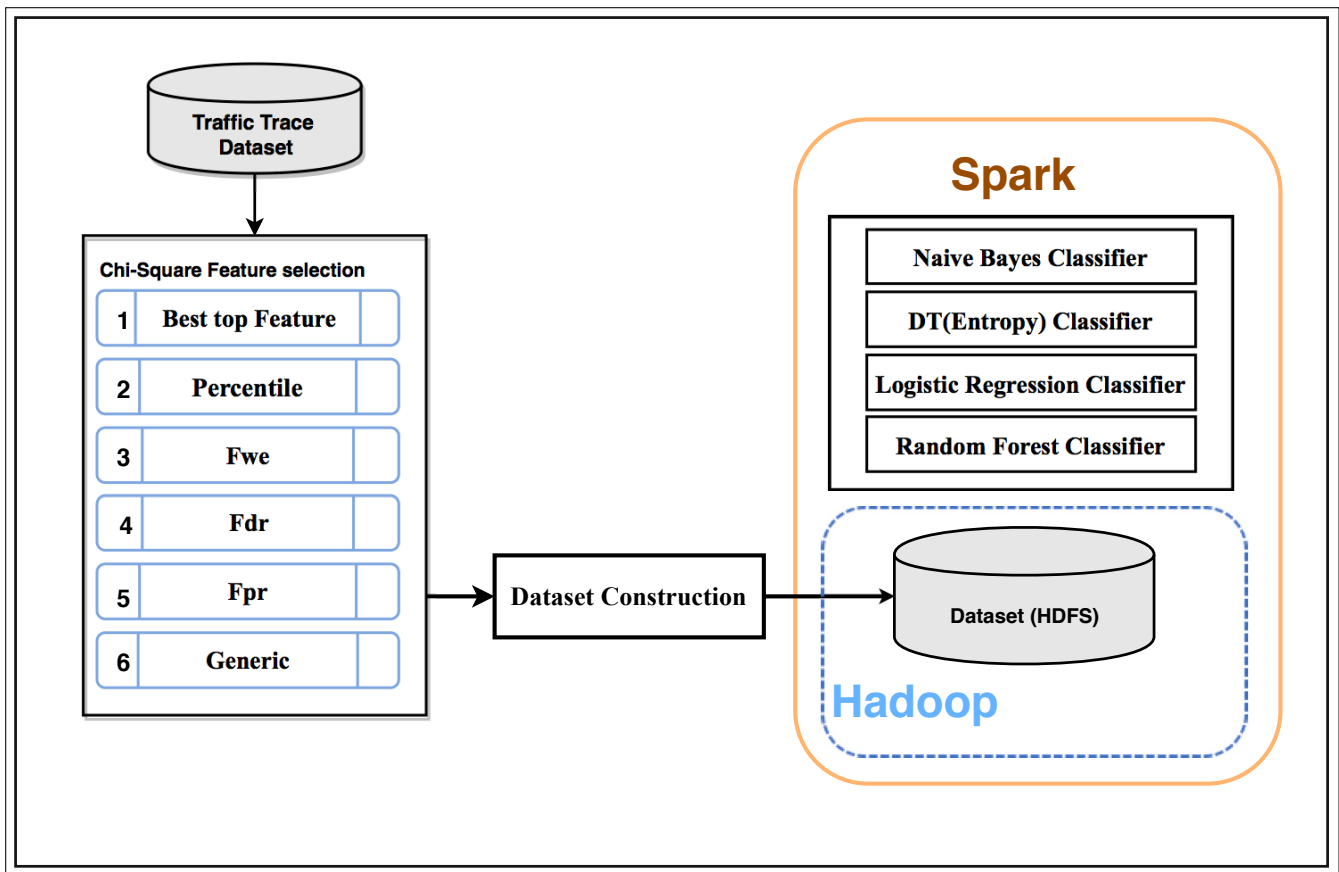 Traffic Trace
Dataset
Chi-Square Feature selection
1 Best top Feature
2 Percentile
3 Fwe
4 Fdr
5 Fpr
6 Generic
Dataset Construction
Spark
Naive Bayes Classifier
DT(Entropy) Classifier
Logistic Regression Classifier
Random Forest Classifier
Dataset (HDFS)
Hadoop